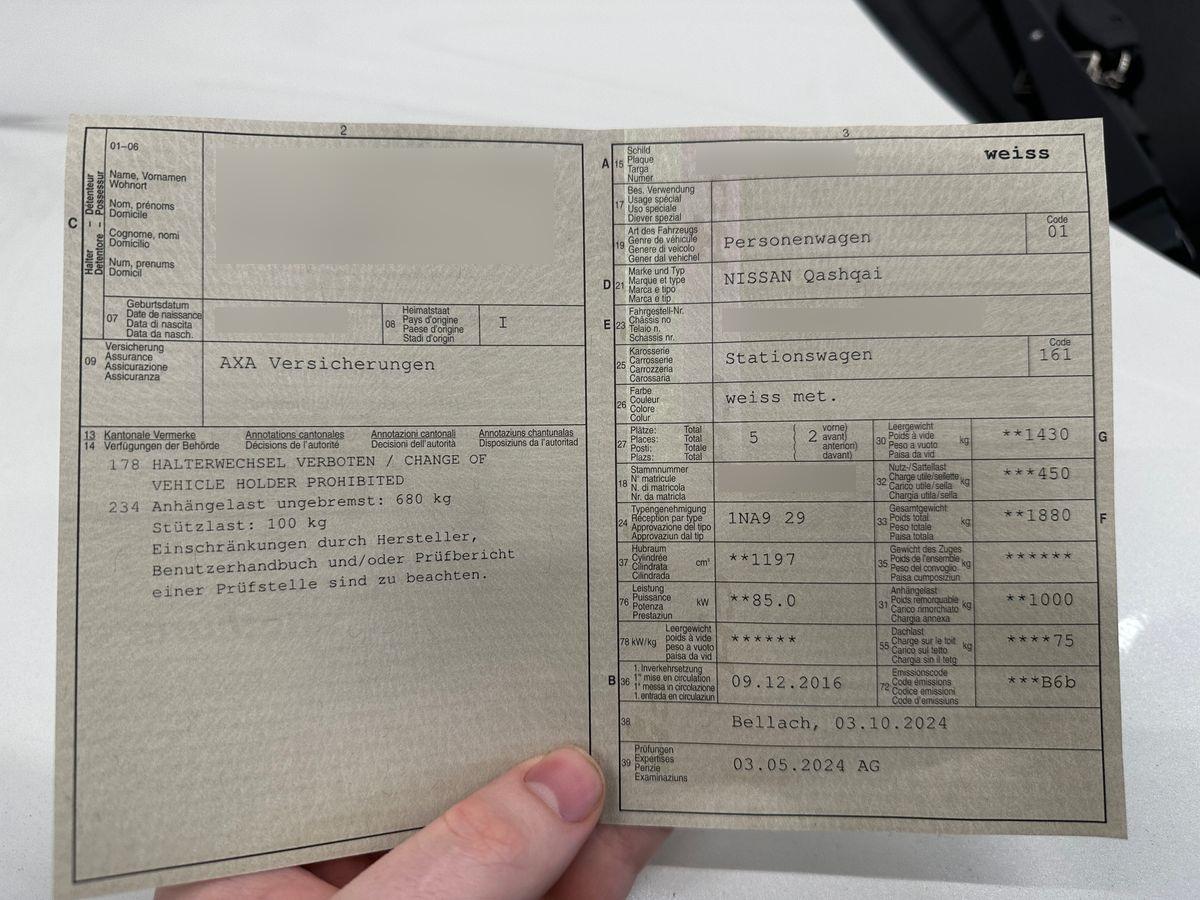 2
01-06
C
Halter – Détenteur
Detentore – Possessur
Name, Vornamen
Wohnort
Nom, prénoms
Domicile
Cognome, nomi
Domicilio
Num, prenums
Domicil
07
Geburtsdatum
Date de naissance
Data di nascita
Data da nasch.
08
Heimatstaat
Pays d'origine
Paese d'origine
Stadi d'origin
I
09
Versicherung
Assurance
Assicurazione
Assicuranza
AXA Versicherungen
13 Kantonale Vermerke Annotations cantonales Annotazioni cantonali Annotaziuns chantunalas
14 Verfügungen der Behörde Décisions de l'autorité Decisioni dell'autorità Disposiziuns da l'autoritad
178 HALTERWECHSEL VERBOTEN / CHANGE OF
VEHICLE HOLDER PROHIBITED
234 Anhängelast ungebremst: 680 kg
Stützlast: 100 kg
Einschränkungen durch Hersteller,
Benutzerhandbuch und/oder Prüfbericht
einer Prüfstelle sind zu beachten.
3
A 15
Schild
Plaque
Targa
Numer
weiss
17
Bes. Verwendung
Usage spécial
Uso speciale
Diever spezial
19
Art des Fahrzeugs
Genre de véhicule
Genere di veicolo
Gener dal vehichel
Personenwagen
Code
01
D 21
Marke und Typ
Marque et type
Marca e tipo
Marca e tip
NISSAN Qashqai
E 23
Fahrgestell-Nr.
Châssis no
Telaio n.
Schassis nr.
25
Karosserie
Carrosserie
Carrozzeria
Carossaria
Stationswagen
Code
161
26
Farbe
Couleur
Colore
Colur
weiss met.
27
Plätze: Total
Places: Total
Posti: Totale
Plazs: Total
5
2
vorne)
avant)
anteriori)
davant)
30
Leergewicht
Poids à vide
Peso a vuoto
Paisa da vid
kg
**1430
G
18
Stammnummer
N° matricule
N. di matricola
Nr. da matricla
32
Nutz-/Sattellast
Charge utile/sellette
Carico utile/sella
Chargia utila/sella
kg
***450
24
Typengenehmigung
Réception par type
Approvazione del tipo
Approvaziun dal tip
1NA9 29
33
Gesamtgewicht
Poids total
Peso totale
Paisa totala
kg
**1880
F
37
Hubraum
Cylindrée
Cilindrata
Cilindrada
cm³
**1197
35
Gewicht des Zuges
Poids de l'ensemble
Peso del convoglio
Paisa cumposiziun
kg
******
76
Leistung
Puissance
Potenza
Prestaziun
kW
**85.0
31
Anhängelast
Poids remorquable
Carico rimorchiato
Chargia annexa
kg
**1000
78 kW/kg
Leergewicht
poids à vide
peso a vuoto
paisa da vid
******
55
Dachlast
Charge sur le toit
Carico sul tetto
Chargia sin il tetg
kg
****75
B 36
1. Inverkehrsetzung
1re mise en circulation
1a messa in circolazione
1. entrada en circulaziun
09.12.2016
72
Emissionscode
Code émissions
Codice emissioni
Code d'emissiuns
***B6b
38
Bellach, 03.10.2024
39
Prüfungen
Expertises
Perizie
Examinaziuns
03.05.2024 AG